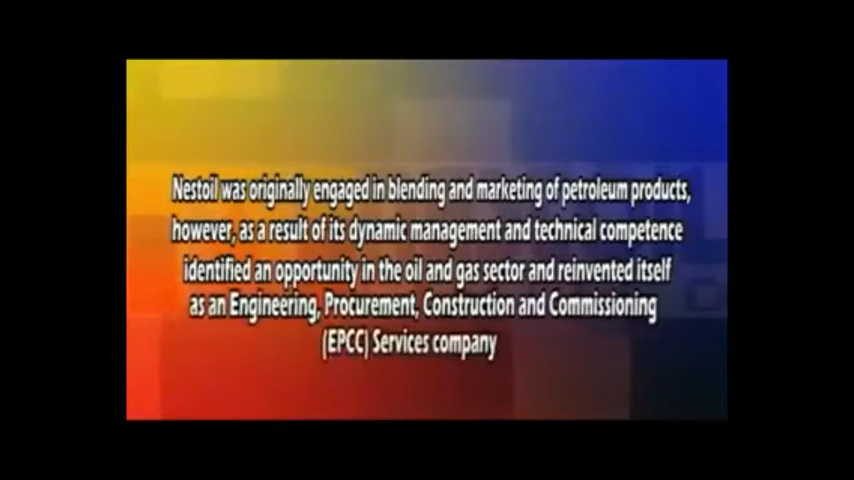 Nestoil was originally engaged in blending and marketing of petroleum products,
however, as a result of its dynamic management and technical competence
identified an opportunity in the oil and gas sector and reinvented itself
as an Engineering, Procurement, Construction and Commissioning
(EPCC) Services company